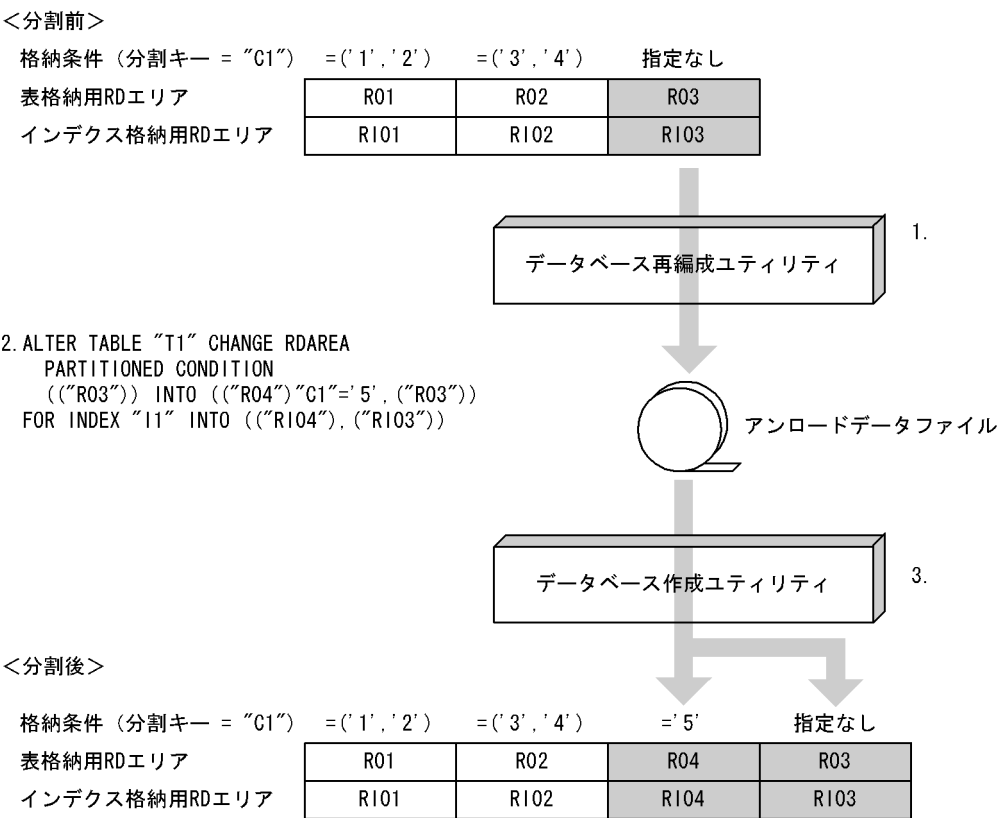 ＜分割前＞
格納条件（分割キー = "C1"） =('1','2') =('3','4') 指定なし
表格納用RDエリア R01 R02 R03
インデクス格納用RDエリア RI01 RI02 RI03
1.
データベース再編成ユティリティ
2.ALTER TABLE "T1" CHANGE RDAREA
PARTITIONED CONDITION
(("R03")) INTO (("R04")"C1"='5',("R03"))
FOR INDEX "I1" INTO (("RI04"),("RI03"))
アンロードデータファイル
データベース作成ユティリティ
3.
＜分割後＞
格納条件（分割キー = "C1"） =('1','2') =('3','4') ='5' 指定なし
表格納用RDエリア R01 R02 R04 R03
インデクス格納用RDエリア RI01 RI02 RI04 RI03